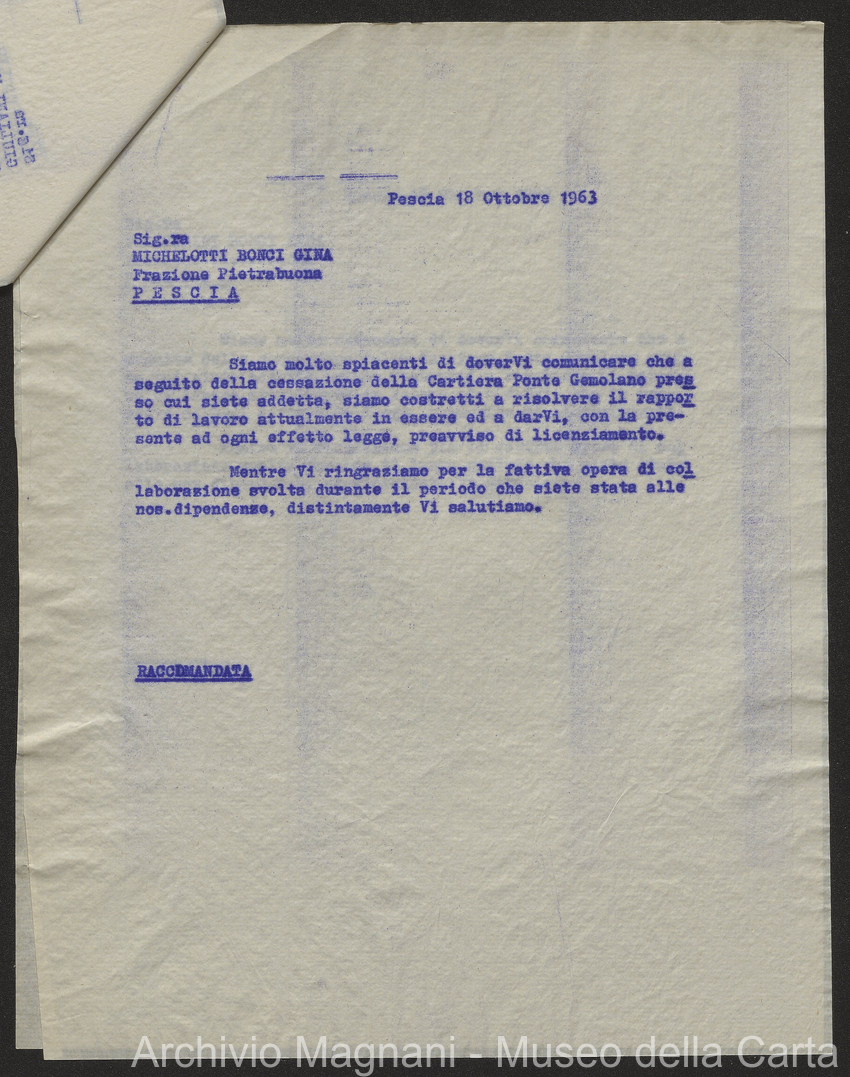 Pescia 18 Ottobre 1963
Sig.ra
MICHELOTTI BONCI GINA
Frazione Pietrabuona
P E S C I A
Siamo molto spiacenti di doverVi comunicare che a
seguito della cessazione della Cartiera Ponte Gemolano pres
so cui siete addetta, siamo costretti a risolvere il rappor
to di lavoro attualmente in essere ed a darVi, con la pre-
sente ad ogni effetto legge, preavviso di licenziamento.
Mentre Vi ringraziamo per la fattiva opera di col
laborazione svolta durante il periodo che siete stata alle
nos.dipendenze, distintamente Vi salutiamo.
RACCOMANDATA
Archivio Magnani - Museo della Carta